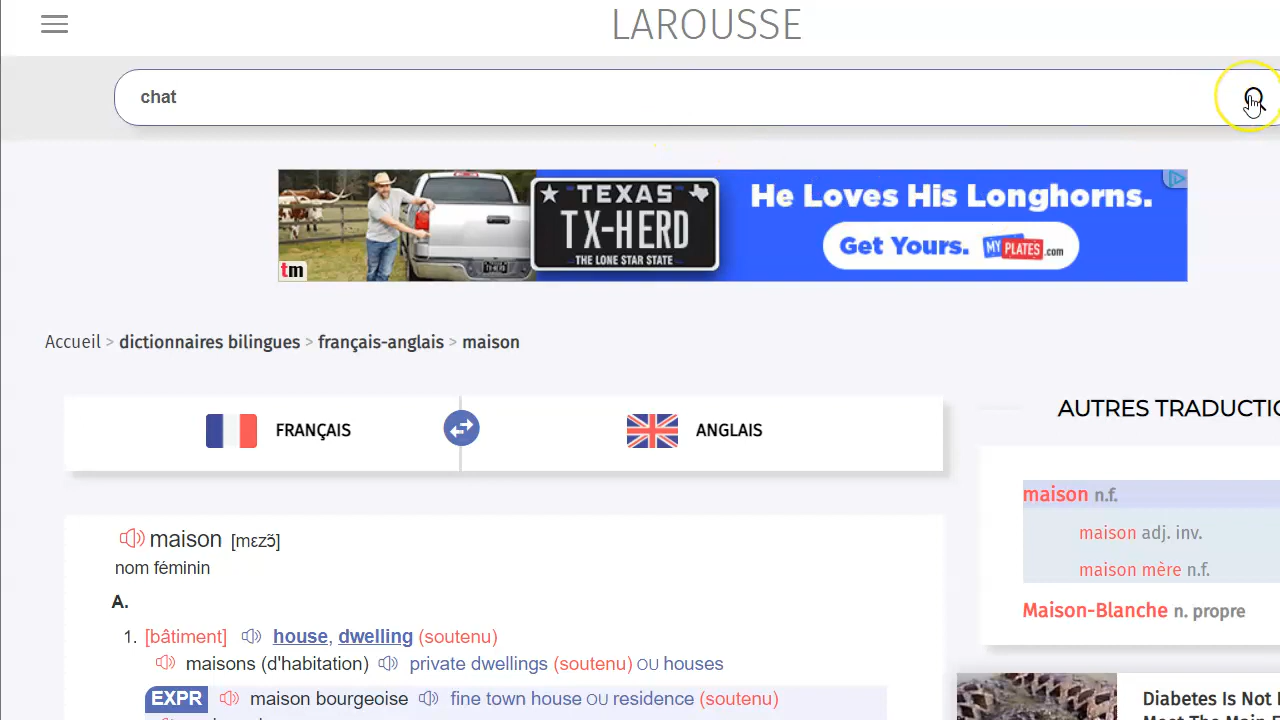 LAROUSSE
chat
TEXAS
TX-HERD
THE LONE STAR STATE
tm
He Loves His Longhorns.
Get Yours. MY PLATES.com
Accueil > dictionnaires bilingues > français-anglais > maison
FRANÇAIS
ANGLAIS
maison [mɛzɔ̃]
nom féminin
A.
1. [bâtiment] house, dwelling (soutenu)
maisons (d'habitation) private dwellings (soutenu) OU houses
EXPR maison bourgeoise fine town house OU residence (soutenu)
AUTRES TRADUCTIO
maison n.f.
maison adj. inv.
maison mère n.f.
Maison-Blanche n. propre
Diabetes Is Not